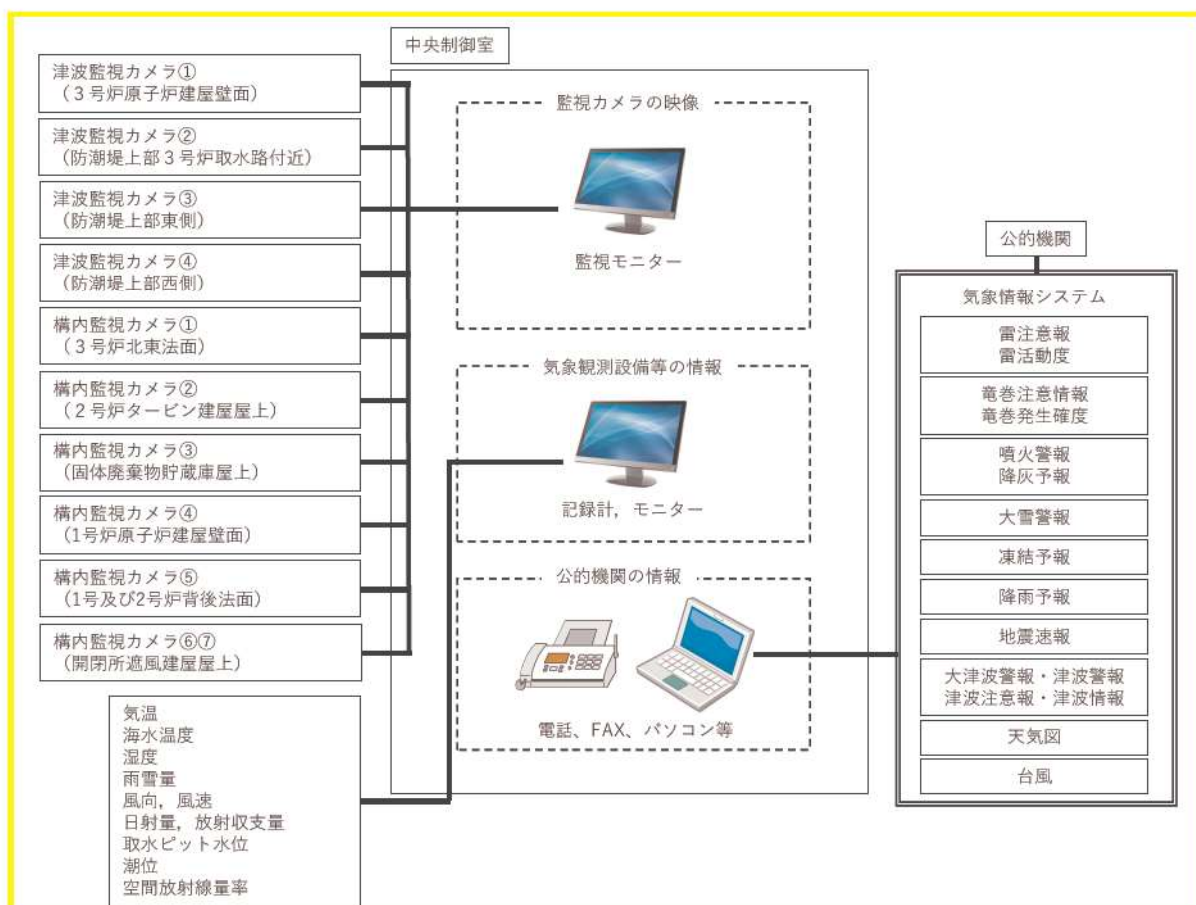 中央制御室
津波監視カメラ①
（３号炉原子炉建屋壁面）
津波監視カメラ②
（防潮堤上部３号炉取水路付近）
津波監視カメラ③
（防潮堤上部東側）
津波監視カメラ④
（防潮堤上部西側）
構内監視カメラ①
（３号炉北東法面）
構内監視カメラ②
（２号炉タービン建屋屋上）
構内監視カメラ③
（固体廃棄物貯蔵庫屋上）
構内監視カメラ④
（1号炉原子炉建屋壁面）
構内監視カメラ⑤
（1号及び2号炉背後法面）
構内監視カメラ⑥⑦
（開閉所遮風建屋屋上）
気温
海水温度
湿度
雨雪量
風向，風速
日射量，放射収支量
取水ピット水位
潮位
空間放射線量率
監視カメラの映像
監視モニター
気象観測設備等の情報
記録計，モニター
公的機関の情報
電話、FAX、パソコン等
公的機関
気象情報システム
雷注意報
雷活動度
竜巻注意情報
竜巻発生確度
噴火警報
降灰予報
大雪警報
凍結予報
降雨予報
地震速報
大津波警報・津波警報
津波注意報・津波情報
天気図
台風